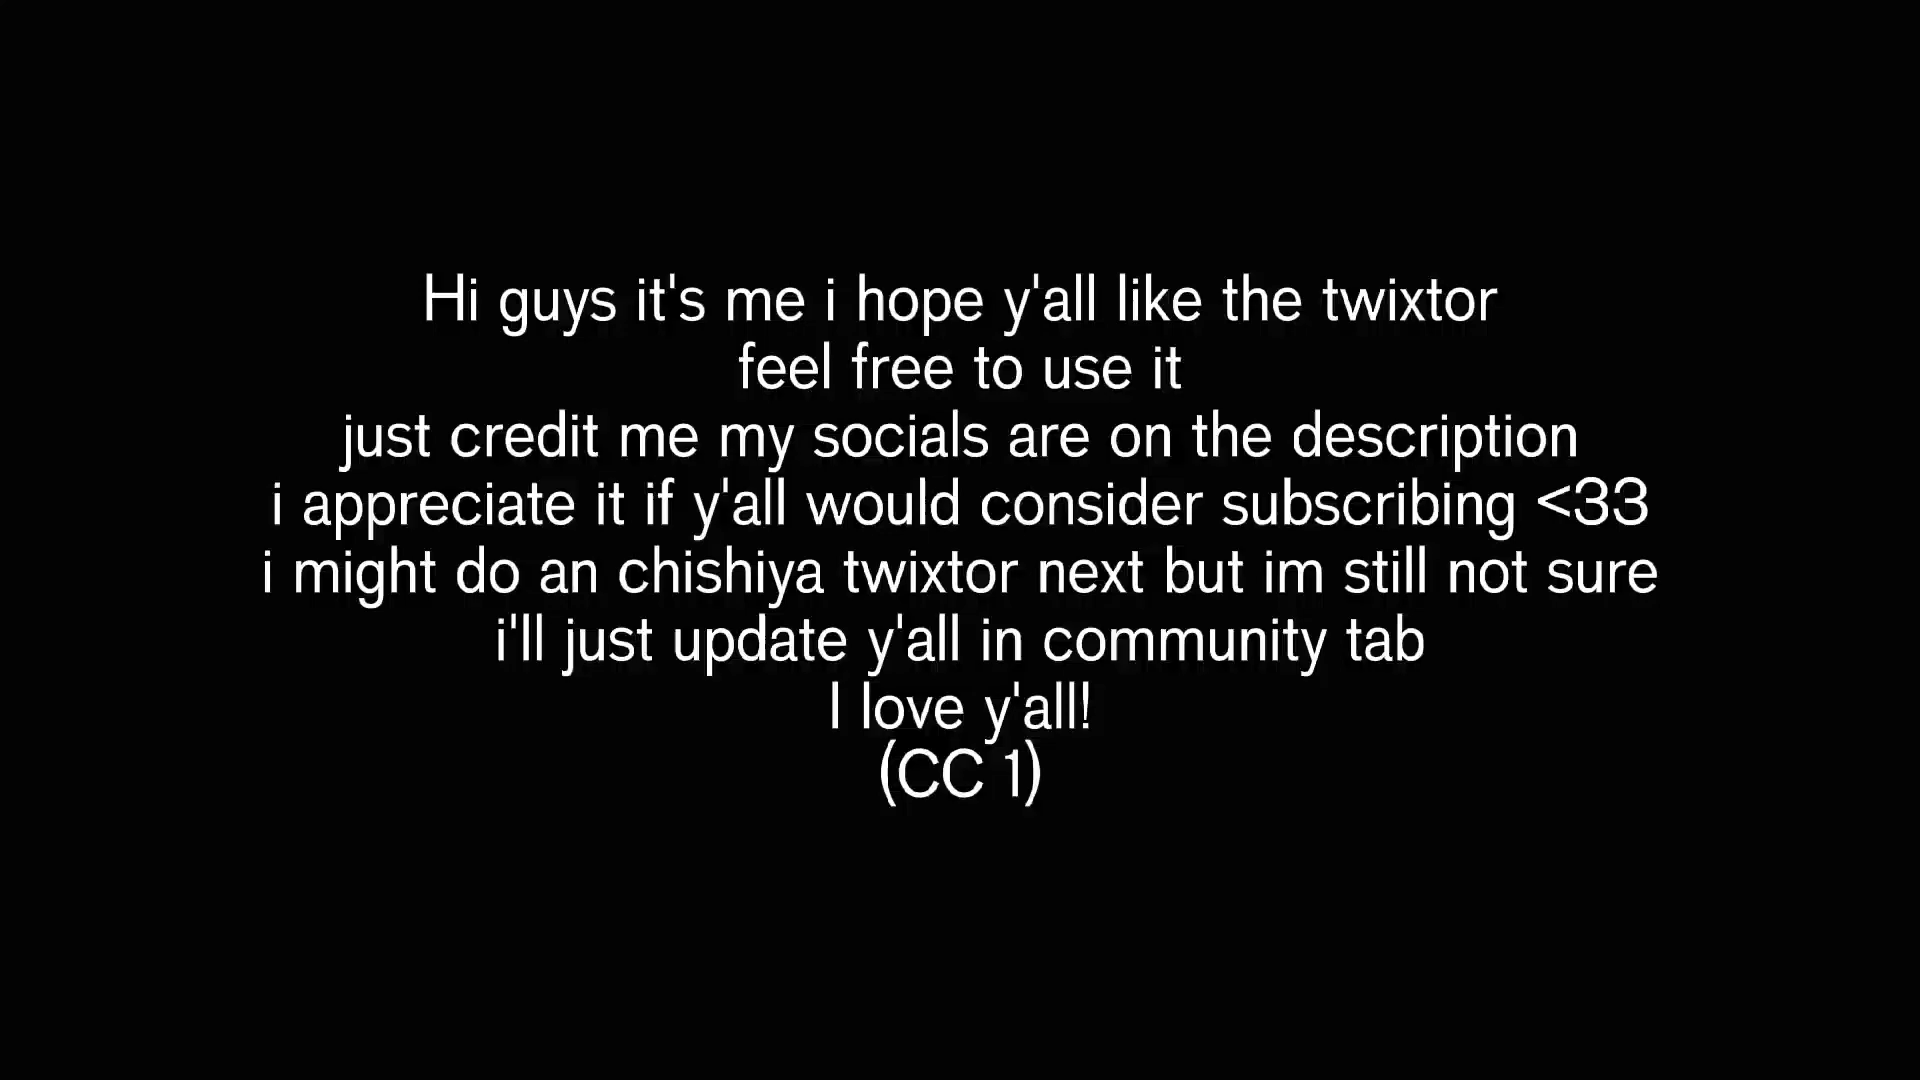 Hi guys it's me i hope y'all like the twixtor
feel free to use it
just credit me my socials are on the description
i appreciate it if y'all would consider subscribing <33
i might do an chishiya twixtor next but im still not sure
i'll just update y'all in community tab
I love y'all!
(CC 1)